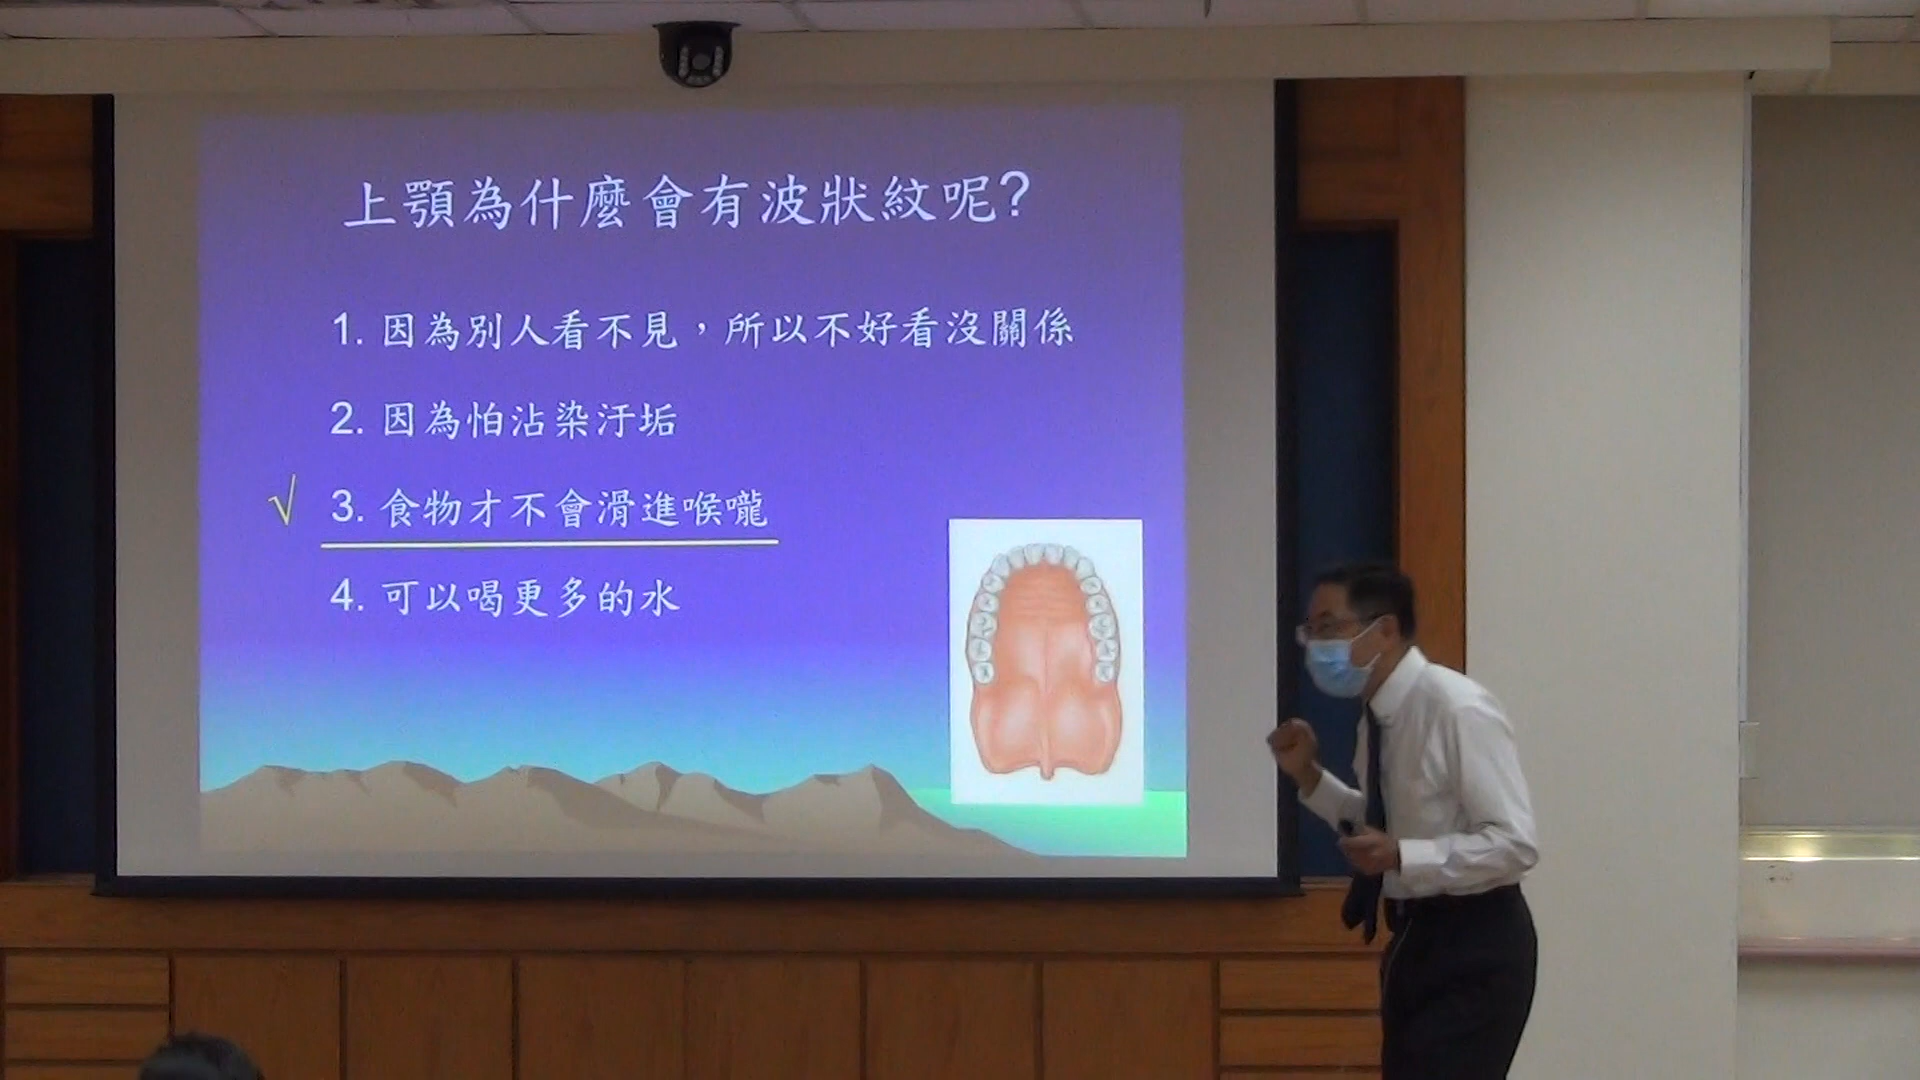 上顎為什麼會有波狀紋呢?
1. 因為別人看不見，所以不好看沒關係
2. 因為怕沾染汙垢
√ 3. 食物才不會滑進喉嚨
4. 可以喝更多的水